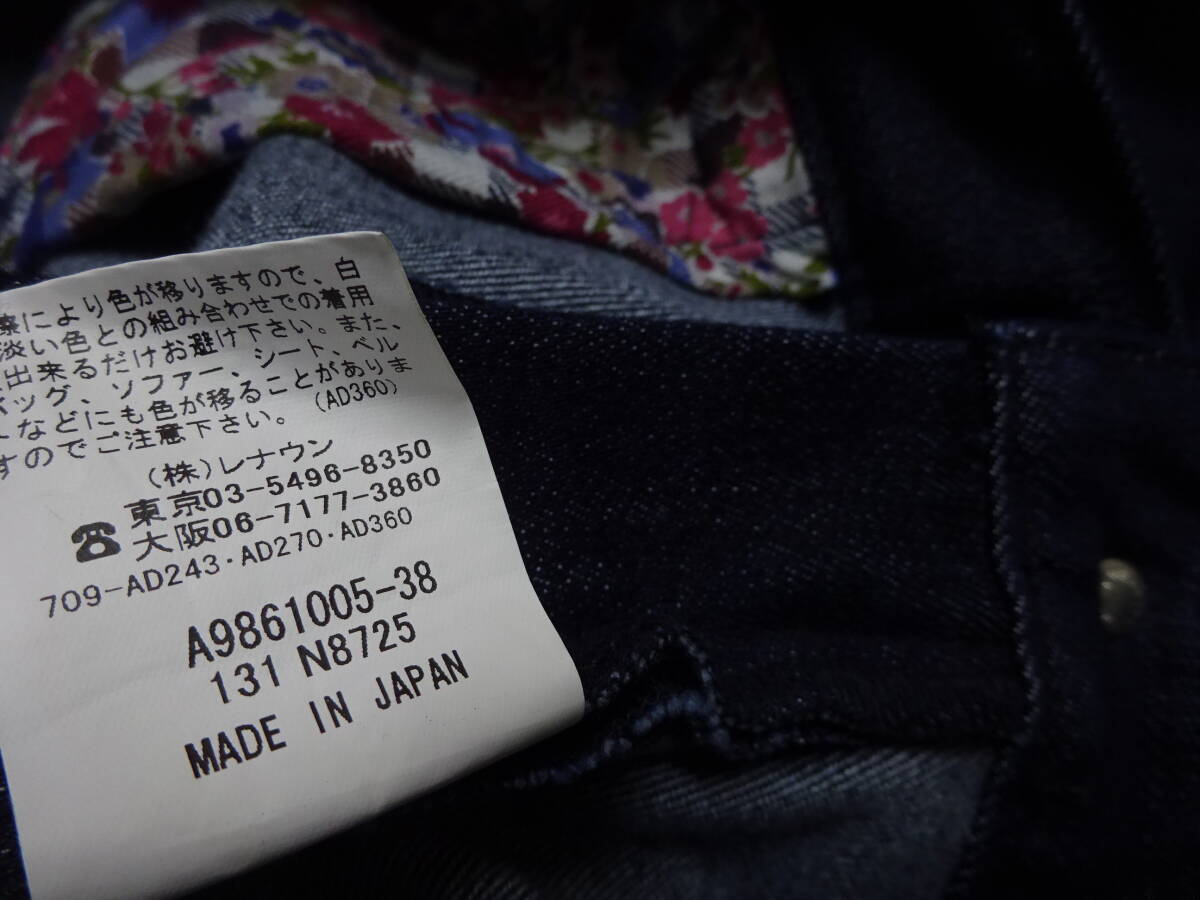 により色が移りますので、白
淡い色との組み合わせでの着用
出来るだけお避け下さい。また、
バッグ、ソファー、シート、ベル
などにも色が移ることがありま
すのでご注意下さい。(AD360)
(株)レナウン
東京03-5496-8350
大阪06-7177-3860
709-AD243・AD270・AD360
A9861005-38
131 N8725
MADE IN JAPAN